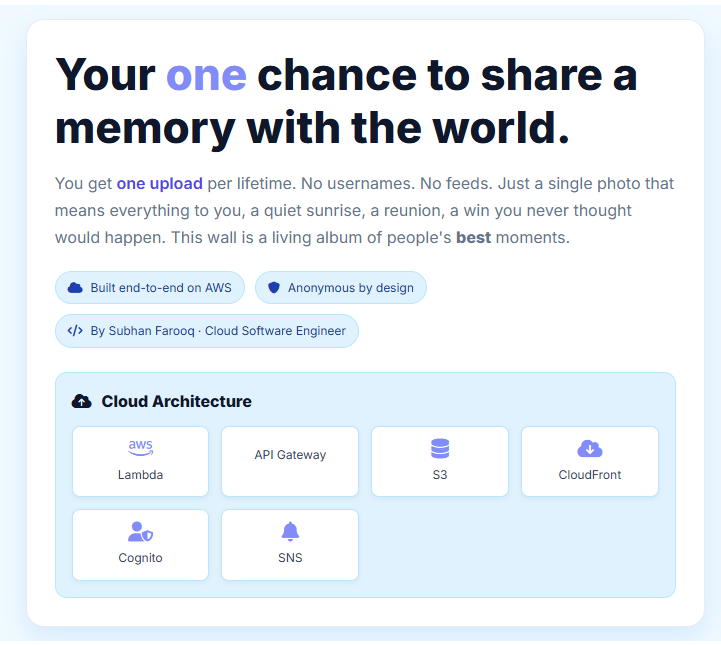 Your one chance to share a
memory with the world.
You get one upload per lifetime. No usernames. No feeds. Just a single photo that
means everything to you, a quiet sunrise, a reunion, a win you never thought
would happen. This wall is a living album of people's best moments.
Built end-to-end on AWS
Anonymous by design
By Subhan Farooq · Cloud Software Engineer
Cloud Architecture
aws
Lambda
API Gateway
S3
CloudFront
Cognito
SNS